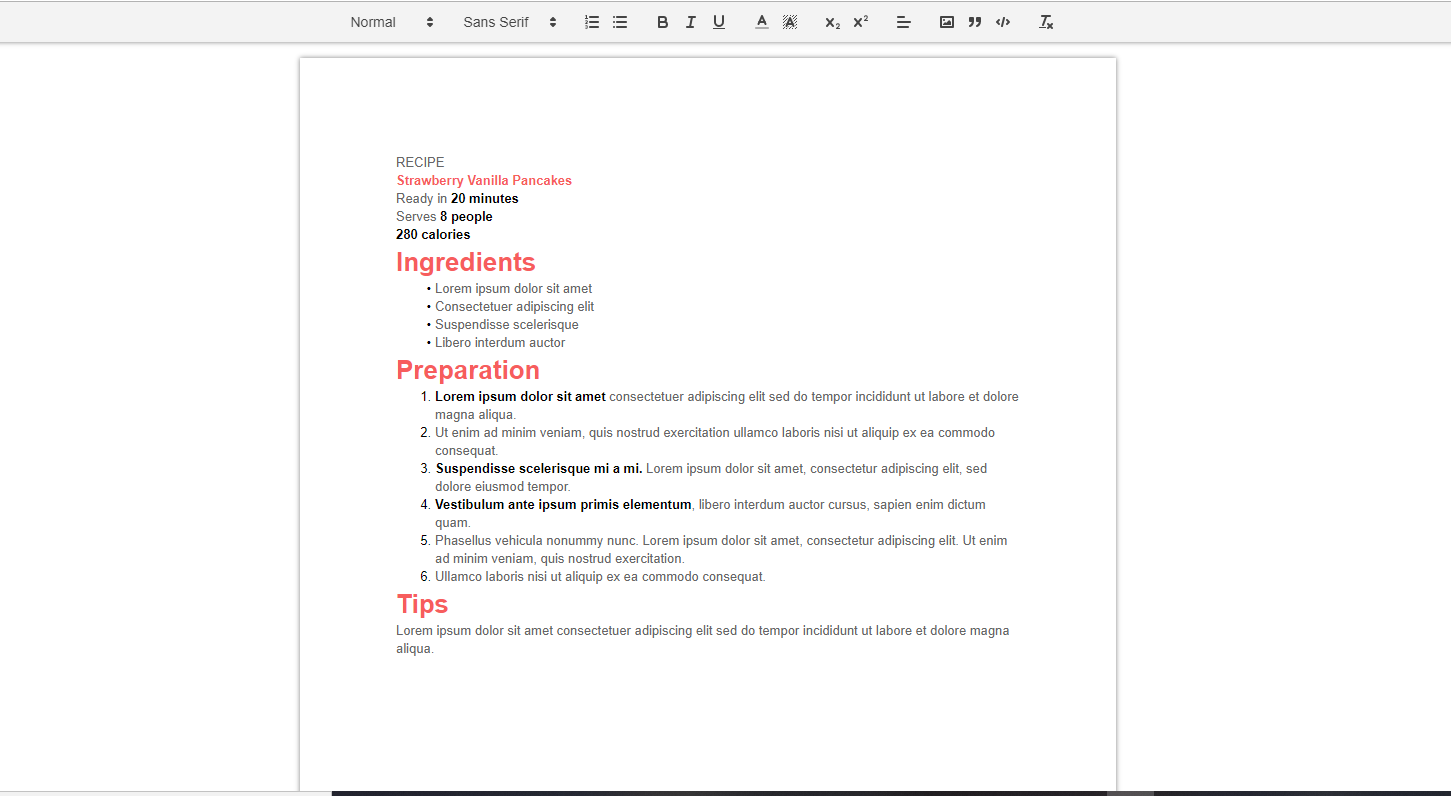 Normal Sans Serif
RECIPE
Strawberry Vanilla Pancakes
Ready in 20 minutes
Serves 8 people
280 calories
Ingredients
• Lorem ipsum dolor sit amet
• Consectetuer adipiscing elit
• Suspendisse scelerisque
• Libero interdum auctor
Preparation
1. Lorem ipsum dolor sit amet consectetuer adipiscing elit sed do tempor incididunt ut labore et dolore
magna aliqua.
2. Ut enim ad minim veniam, quis nostrud exercitation ullamco laboris nisi ut aliquip ex ea commodo
consequat.
3. Suspendisse scelerisque mi a mi. Lorem ipsum dolor sit amet, consectetur adipiscing elit, sed
dolore eiusmod tempor.
4. Vestibulum ante ipsum primis elementum, libero interdum auctor cursus, sapien enim dictum
quam.
5. Phasellus vehicula nonummy nunc. Lorem ipsum dolor sit amet, consectetur adipiscing elit. Ut enim
ad minim veniam, quis nostrud exercitation.
6. Ullamco laboris nisi ut aliquip ex ea commodo consequat.
Tips
Lorem ipsum dolor sit amet consectetuer adipiscing elit sed do tempor incididunt ut labore et dolore magna
aliqua.